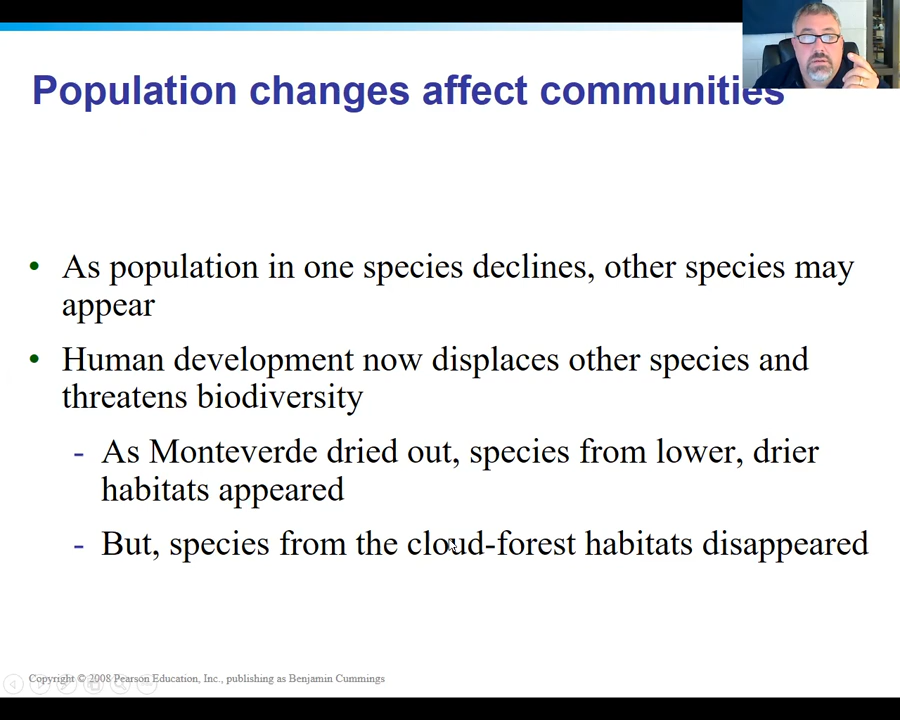 Population changes affect communities
• As population in one species declines, other species may
appear
• Human development now displaces other species and
threatens biodiversity
- As Monteverde dried out, species from lower, drier
habitats appeared
- But, species from the cloud-forest habitats disappeared
Copyright © 2008 Pearson Education, Inc., publishing as Benjamin Cummings